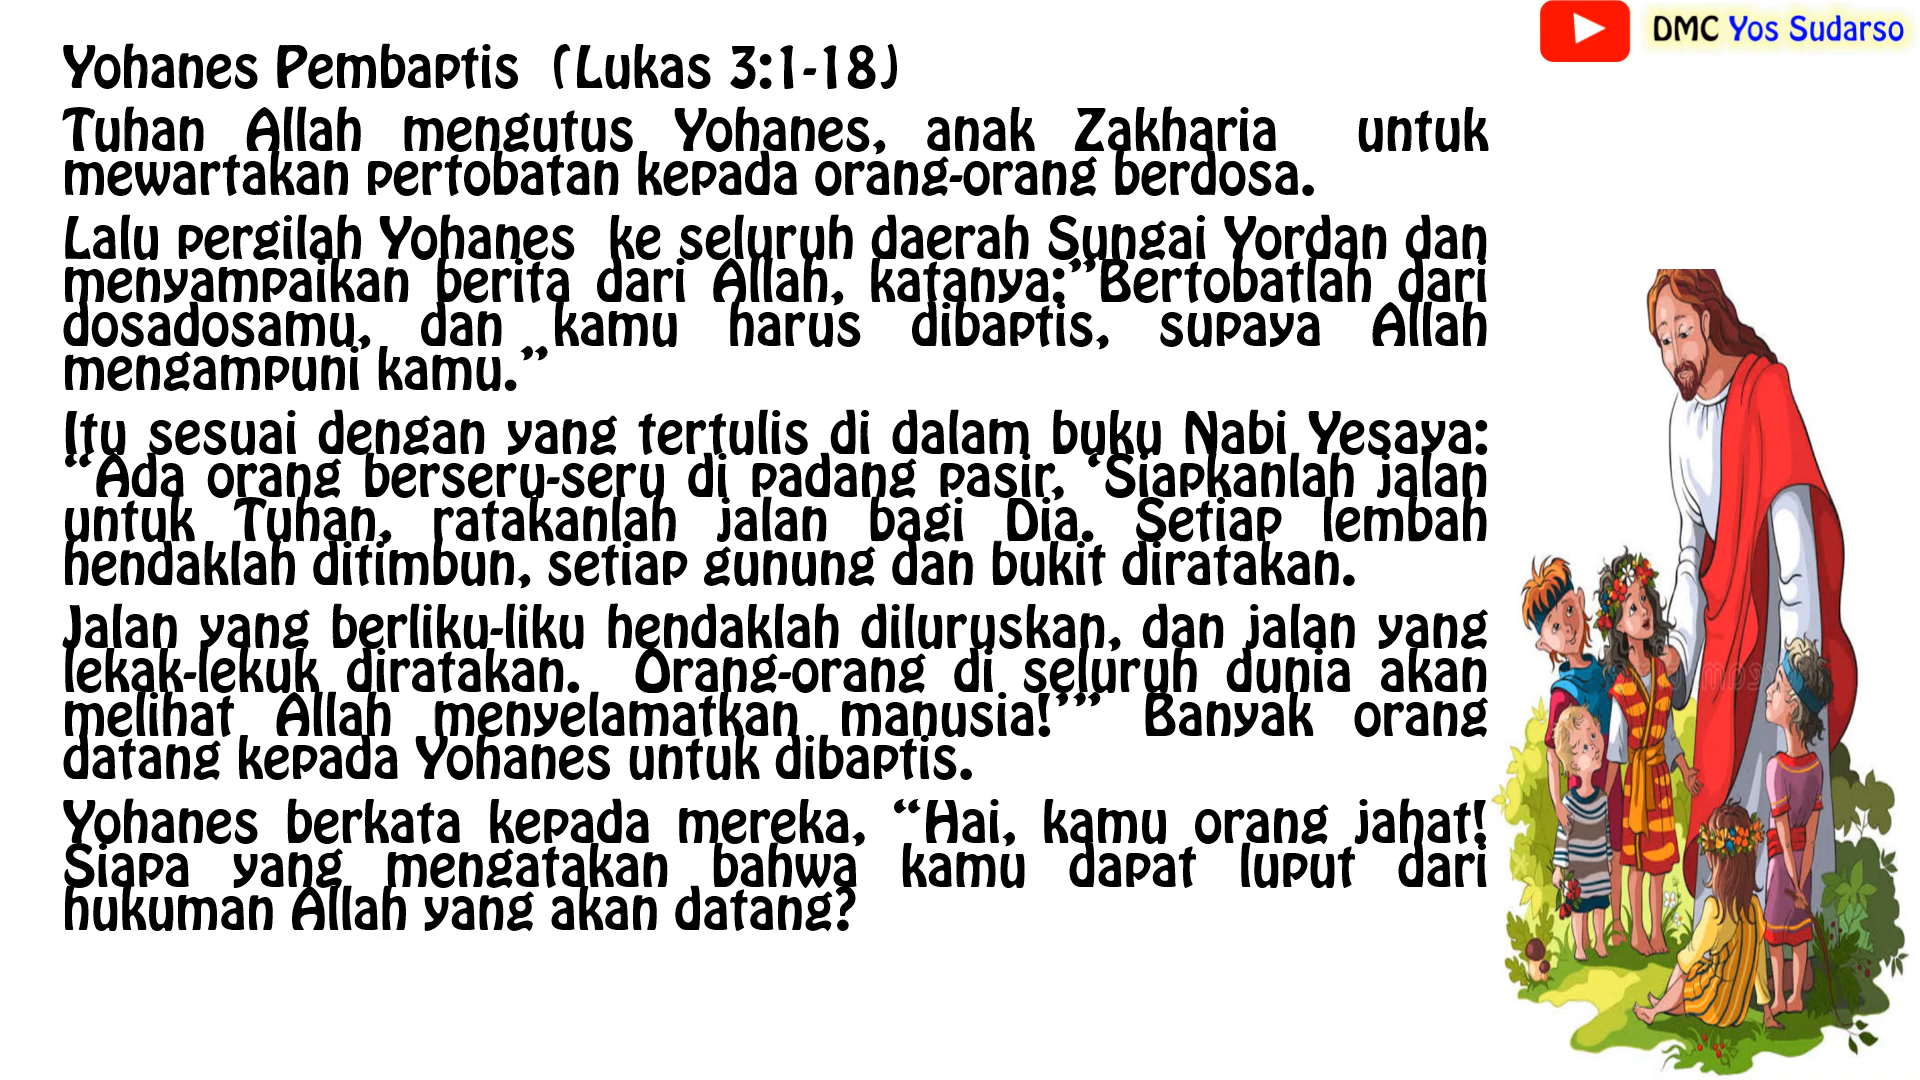 DMC Yos Sudarso
Yohanes Pembaptis (Lukas 3:1-18)
Tuhan Allah mengutus Yohanes, anak Zakharia untuk
mewartakan pertobatan kepada orang-orang berdosa.
Lalu pergilah Yohanes ke seluruh daerah Sungai Yordan dan
menyampaikan berita dari Allah, katanya:”Bertobatlah dari
dosadosamu, dan kamu harus dibaptis, supaya Allah
mengampuni kamu.”
Itu sesuai dengan yang tertulis di dalam buku Nabi Yesaya:
“Ada orang berseru-seru di padang pasir, ‘Siapkanlah jalan
untuk Tuhan, ratakanlah jalan bagi Dia. Setiap lembah
hendaklah ditimbun, setiap gunung dan bukit diratakan.
Jalan yang berliku-liku hendaklah diluruskan, dan jalan yang
lekak-lekuk diratakan. Orang-orang di seluruh dunia akan
melihat Allah menyelamatkan manusia!’” Banyak orang
datang kepada Yohanes untuk dibaptis.
Yohanes berkata kepada mereka, “Hai, kamu orang jahat!
Siapa yang mengatakan bahwa kamu dapat luput dari
hukuman Allah yang akan datang?